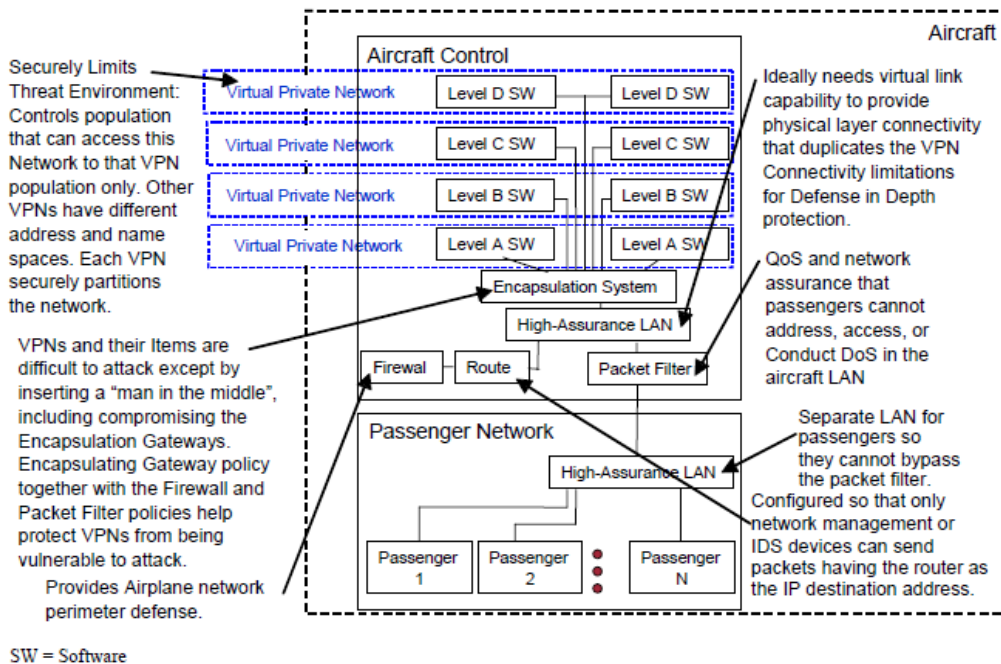 Aircraft
Aircraft Control
Securely Limits
Threat Environment:
Controls population
that can access this
Network to that VPN
population only. Other
VPNs have different
address and name
spaces. Each VPN
securely partitions
the network.
Virtual Private Network
Level D SW
Level D SW
Virtual Private Network
Level C SW
Level C SW
Virtual Private Network
Level B SW
Level B SW
Virtual Private Network
Level A SW
Level A SW
Ideally needs virtual link
capability to provide
physical layer connectivity
that duplicates the VPN
Connectivity limitations
for Defense in Depth
protection.
Encapsulation System
High-Assurance LAN
Firewal
Route
Packet Filter
QoS and network
assurance that
passengers cannot
address, access, or
Conduct DoS in the
aircraft LAN
VPNs and their Items are
difficult to attack except by
inserting a “man in the middle”,
including compromising the
Encapsulation Gateways.
Encapsulating Gateway policy
together with the Firewall and
Packet Filter policies help
protect VPNs from being
vulnerable to attack.
Provides Airplane network
perimeter defense.
Passenger Network
High-Assurance LAN
Passenger
1
Passenger
2
Passenger
N
Separate LAN for
passengers so
they cannot bypass
the packet filter.
Configured so that only
network management or
IDS devices can send
packets having the router as
the IP destination address.
SW = Software